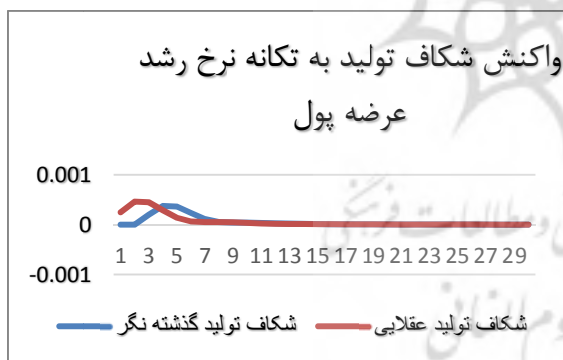 واکنش شکاف تولید به تکانه نرخ رشد
عرضه پول
0.001
0
-0.001
1 3 5 7 9 11 13 15 17 19 21 23 25 27 29
شکاف تولید گذشته نگر شکاف تولید عقلایی